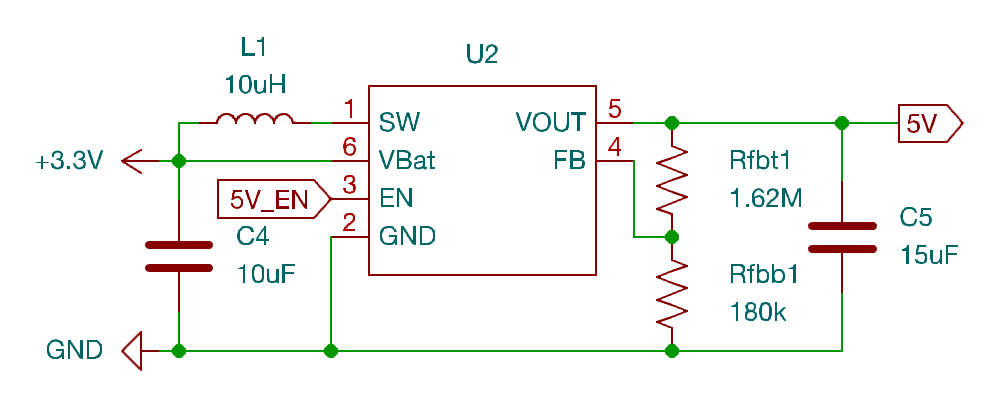 L1
10uH
U2
1
SW
VOUT
5
5V
+3.3V
6
VBat
FB
4
Rfbt1
1.62M
5V_EN
3
EN
2
GND
C4
10uF
C5
15uF
Rfbb1
180k
GND